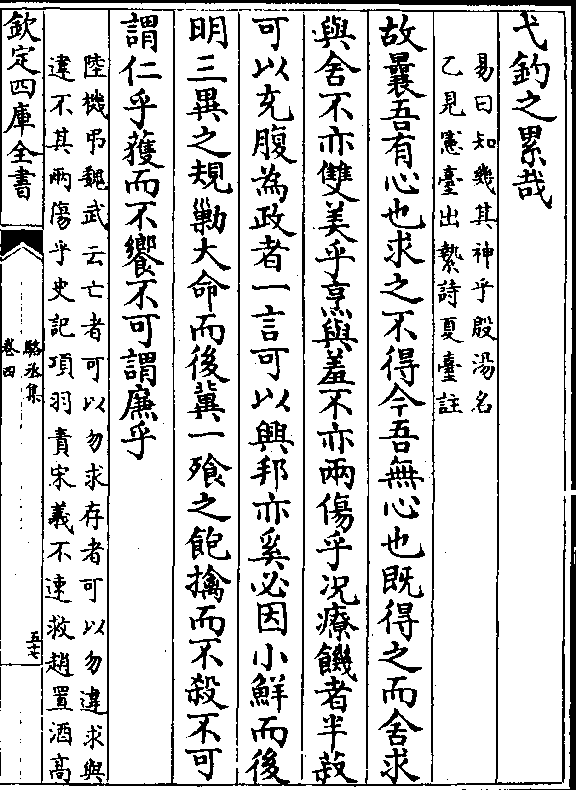 弋釣之累哉
易曰知幾其神乎殷湯名
乙見憲臺出縶詩夏臺註
故曩吾有心也求之不得今吾無心也既得之而舍求
與舍不亦雙美乎烹與羞不亦兩傷乎况療饑者半菽
可以充腹為政者一言可以興邦亦奚必因小鮮而後
明三異之規勦大命而後冀一飱之飽擒而不殺不可
謂仁乎獲而不饗不可謂廉乎
陸機弔魏武云亡者可以勿求存者可以勿違求與
違不其兩傷乎史記項羽責宋義不速救趙置酒高
欽定四庫全書
駱丞集
卷四
五十七